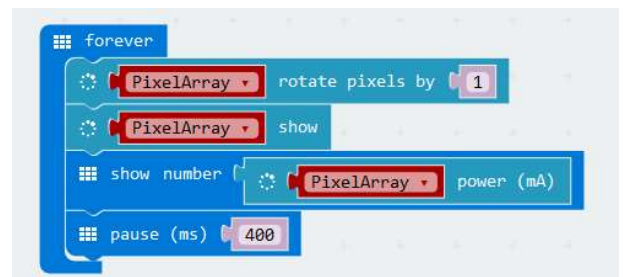 forever
PixelArray rotate pixels by 1
PixelArray show
show number PixelArray power (mA)
pause (ms) 400